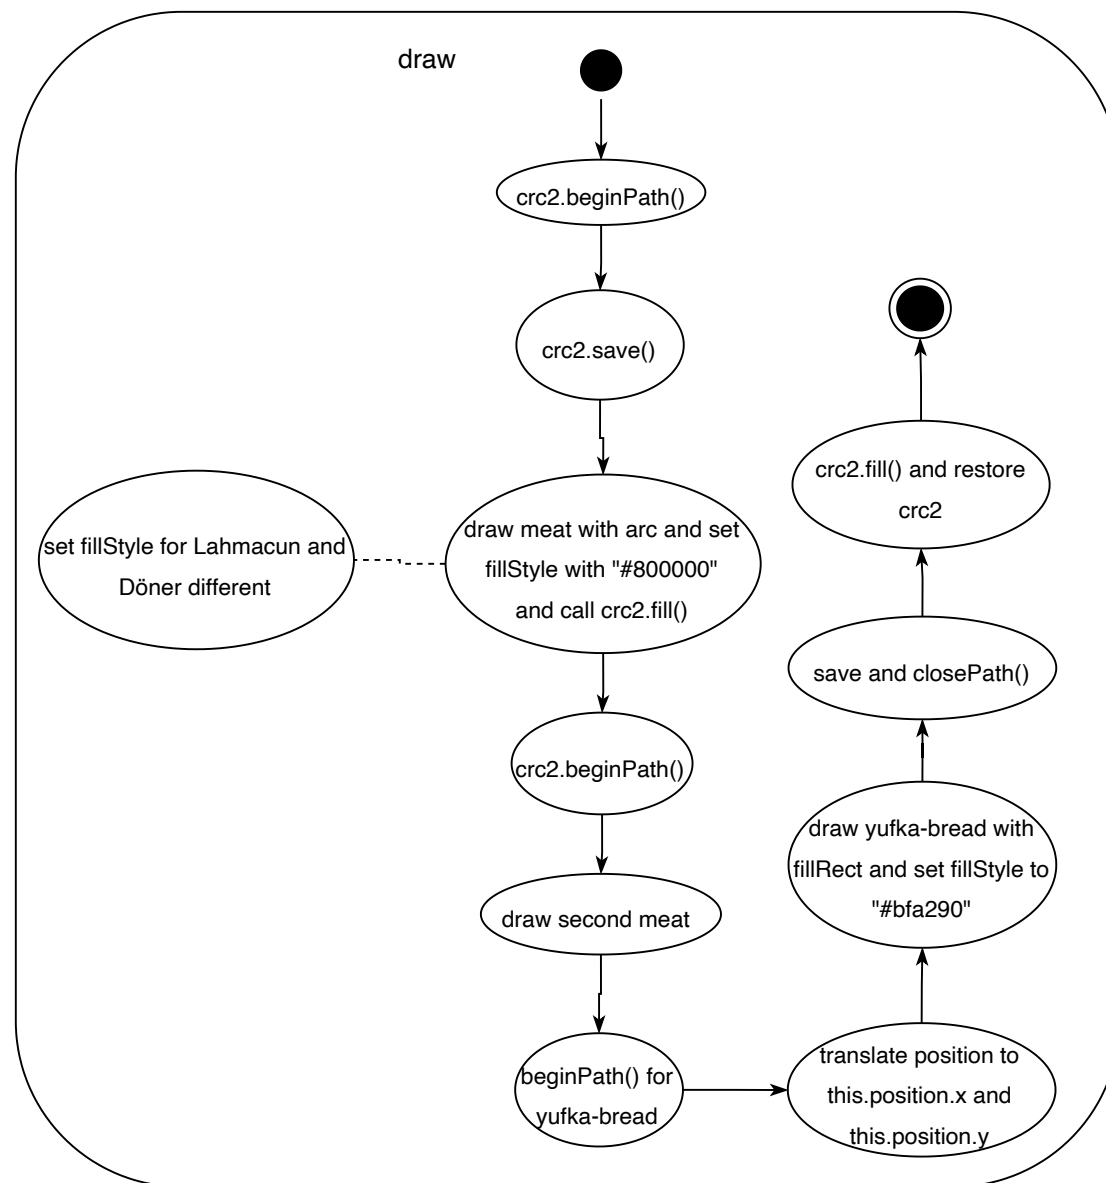 draw
crc2.beginPath()
crc2.save()
set fillStyle for Lahmacun and
Döner different
draw meat with arc and set
fillStyle with "#800000"
and call crc2.fill()
crc2.beginPath()
draw second meat
beginPath() for
yufka-bread
translate position to
this.position.x and
this.position.y
draw yufka-bread with
fillRect and set fillStyle to
"#bfa290"
save and closePath()
crc2.fill() and restore
crc2